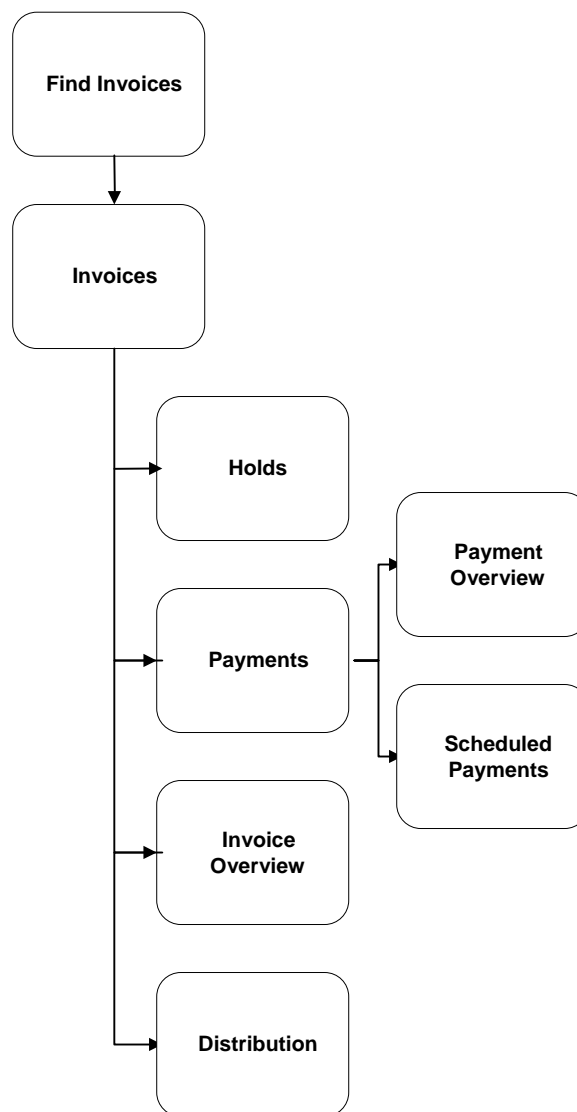 Find Invoices
Invoices
Holds
Payment
Overview
Payments
Scheduled
Payments
Invoice
Overview
Distribution